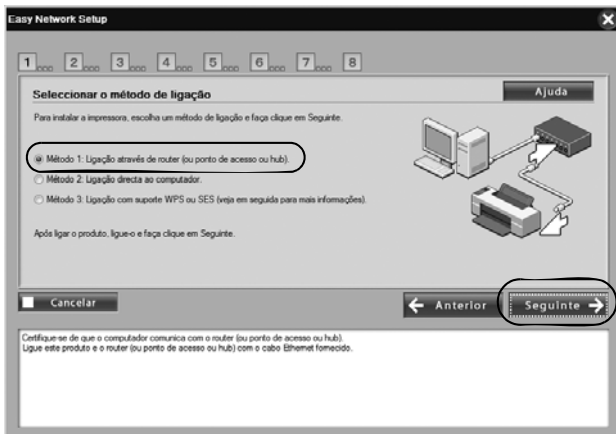 Easy Network Setup
1 2 3 4 5 6 7 8
Seleccionar o método de ligação
Ajuda
Para instalar a impressora, escolha um método de ligação e faça clique em Seguinte.
Método 1: Ligação através de router (ou ponto de acesso ou hub).
Método 2: Ligação directa ao computador.
Método 3: Ligação com suporte WPS ou SES (veja em seguida para mais informações).
Após ligar o produto, ligue-o e faça clique em Seguinte.
Cancelar
Anterior
Seguinte
Certifique-se de que o computador comunica com o router (ou ponto de acesso ou hub).
Ligue este produto e o router (ou ponto de acesso ou hub) com o cabo Ethernet fornecido.